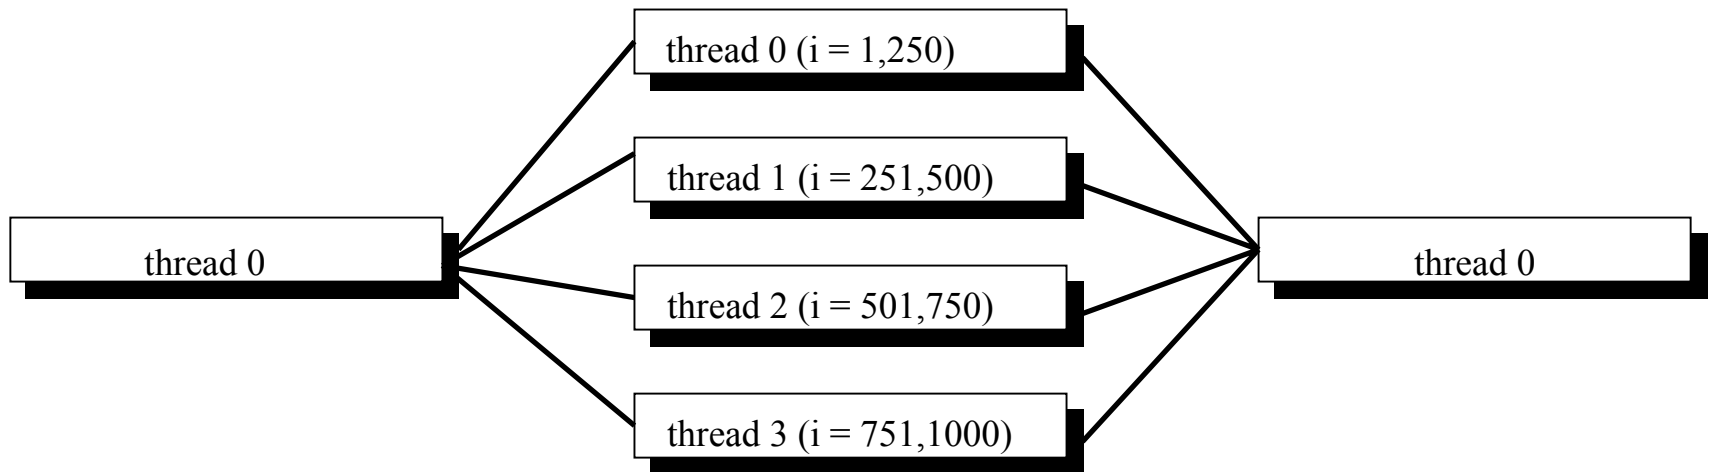 thread 0
thread 0 (i = 1,250)
thread 1 (i = 251,500)
thread 2 (i = 501,750)
thread 3 (i = 751,1000)
thread 0